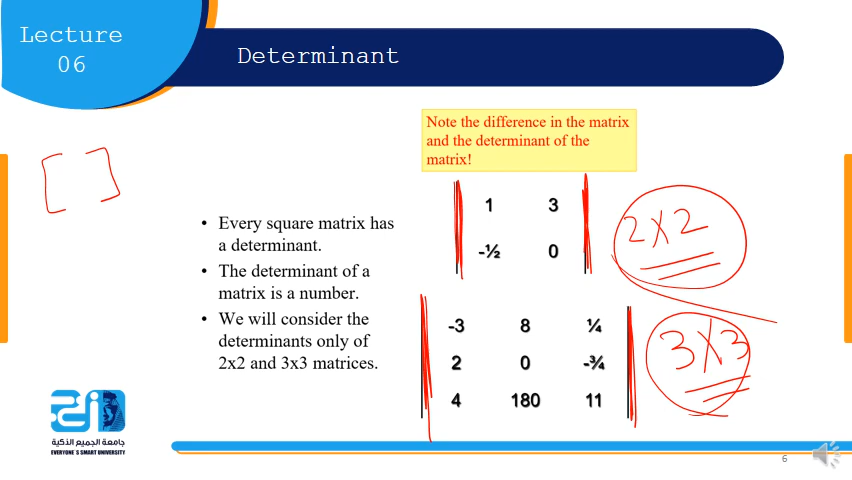 Lecture
06
Determinant
Note the difference in the matrix
and the determinant of the
matrix!
[ ]
1 3
-½ 0
2x2
• Every square matrix has
a determinant.
• The determinant of a
matrix is a number.
• We will consider the
determinants only of
2x2 and 3x3 matrices.
-3 8 ¼
2 0 -¾
4 180 11
3x3
جامعة الجميع الذكية
EVERYONE`S SMART UNIVERSITY
6